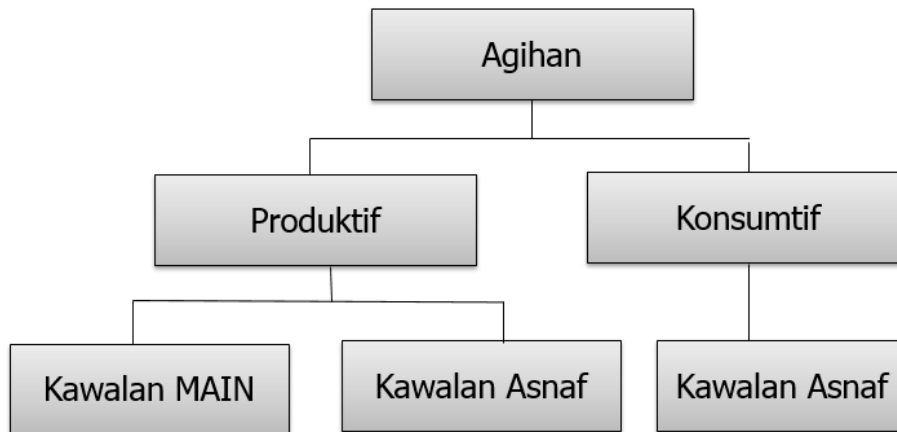 Agihan
Produktif
Konsumtif
Kawalan MAIN
Kawalan Asnaf
Kawalan Asnaf